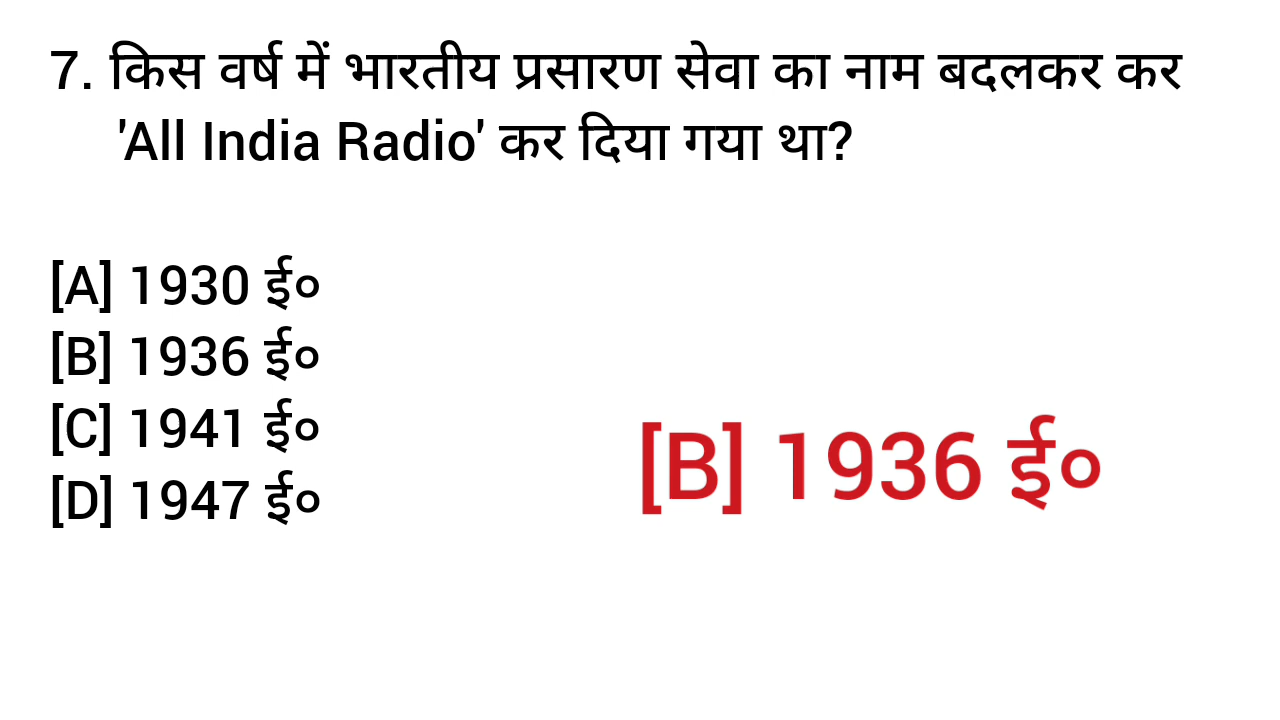 7. किस वर्ष में भारतीय प्रसारण सेवा का नाम बदलकर कर
'All India Radio' कर दिया गया था?
[A] 1930 ई०
[B] 1936 ई०
[C] 1941 ई०
[D] 1947 ई०
[B] 1936 ई०